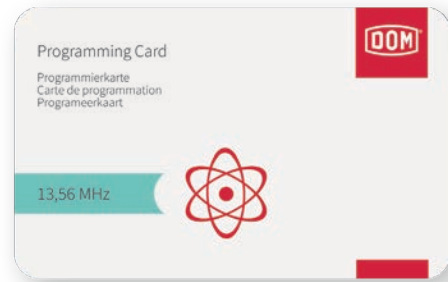 Programming Card
DOM
Programmierkarte
Carte de programmation
Programeerkaart
13,56 MHz